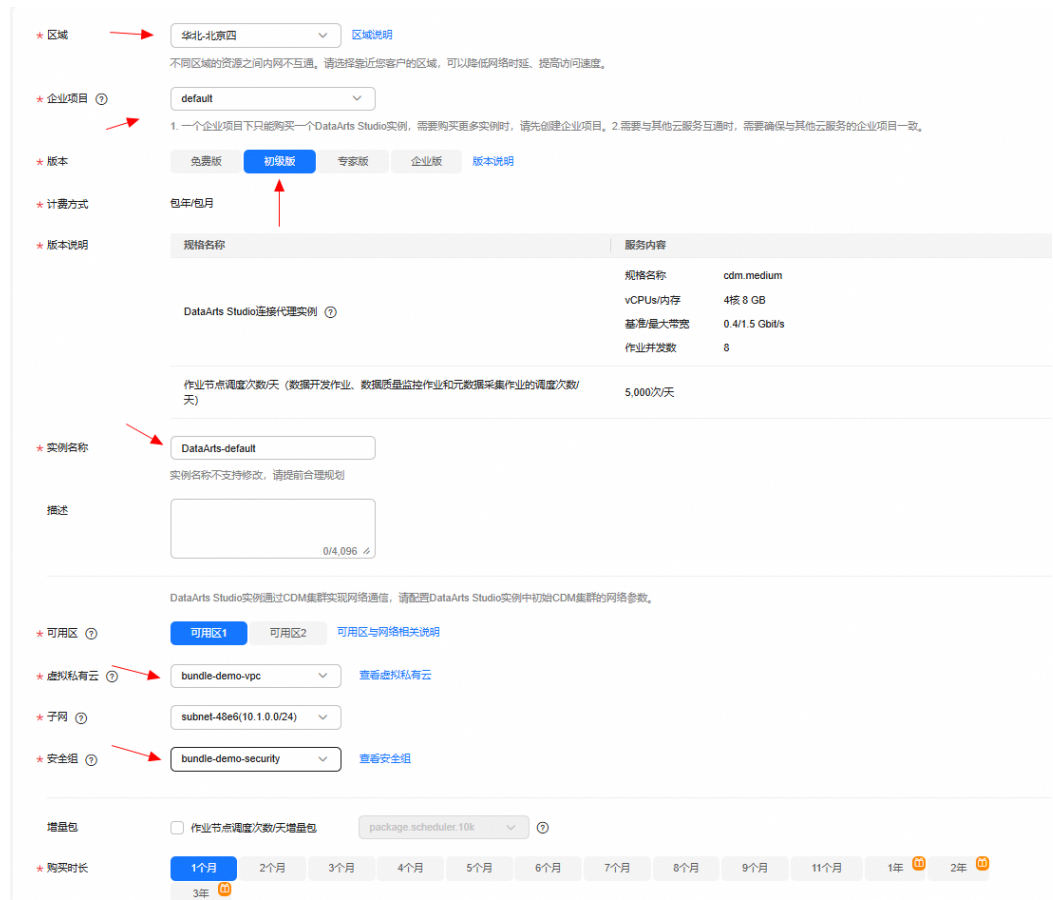 * 区域 华北-北京四 区域说明
不同区域的资源之间内网不互通。请选择靠近您客户的区域，可以降低网络时延、提高访问速度。
* 企业项目 ? default
1. 一个企业项目下只能购买一个DataArts Studio实例，需要购买更多实例时，请先创建企业项目。2.需要与其他云服务互通时，需要确保与其他云服务的企业项目一致。
* 版本 免费版 初级版 专家版 企业版 版本说明
* 计费方式 包年/包月
* 版本说明 规格名称 服务内容
规格名称 cdm.medium
DataArts Studio连接代理实例 ? vCPUs/内存 4核 8 GB
基准/最大带宽 0.4/1.5 Gbit/s
作业并发数 8
作业节点调度次数/天（数据开发作业、数据质量监控作业和元数据采集作业的调度次数/
天） 5,000次/天
* 实例名称 DataArts-default
实例名称不支持修改，请提前合理规划
描述
0/4,096
DataArts Studio实例通过CDM集群实现网络通信，请配置DataArts Studio实例中初始CDM集群的网络参数。
* 可用区 ? 可用区1 可用区2 可用区与网络相关说明
* 虚拟私有云 ? bundle-demo-vpc 查看虚拟私有云
* 子网 ? subnet-48e6(10.1.0.0/24)
* 安全组 ? bundle-demo-security 查看安全组
增量包 作业节点调度次数/天增量包 package.scheduler.10k ?
* 购买时长 1个月 2个月 3个月 4个月 5个月 6个月 7个月 8个月 9个月 11个月 1年 2年
3年